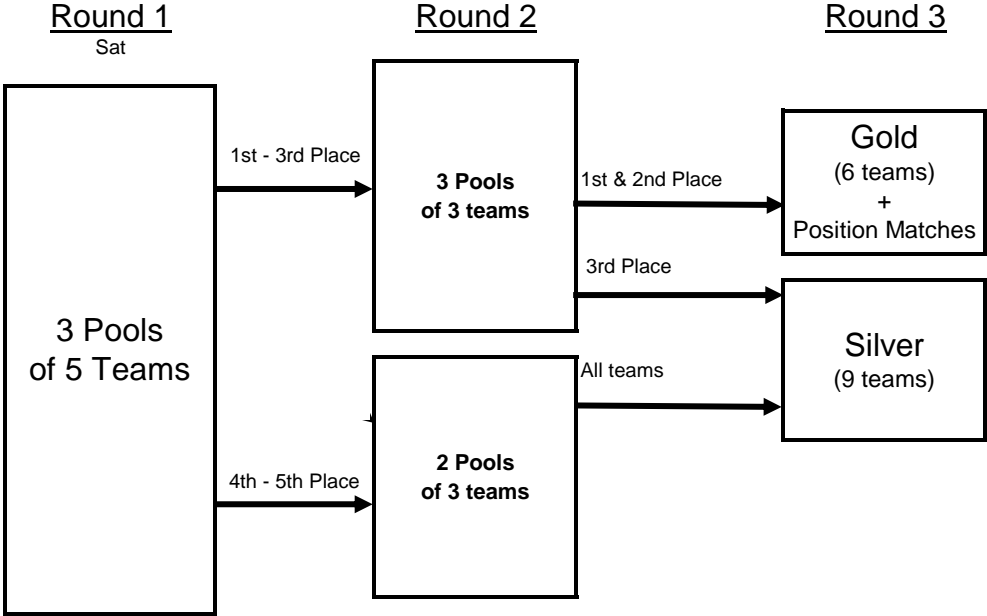 Round 1
Sat
Round 2
Round 3
1st - 3rd Place
3 Pools
of 3 teams
1st & 2nd Place
Gold
(6 teams)
+
Position Matches
3rd Place
3 Pools
of 5 Teams
Silver
(9 teams)
All teams
4th - 5th Place
2 Pools
of 3 teams